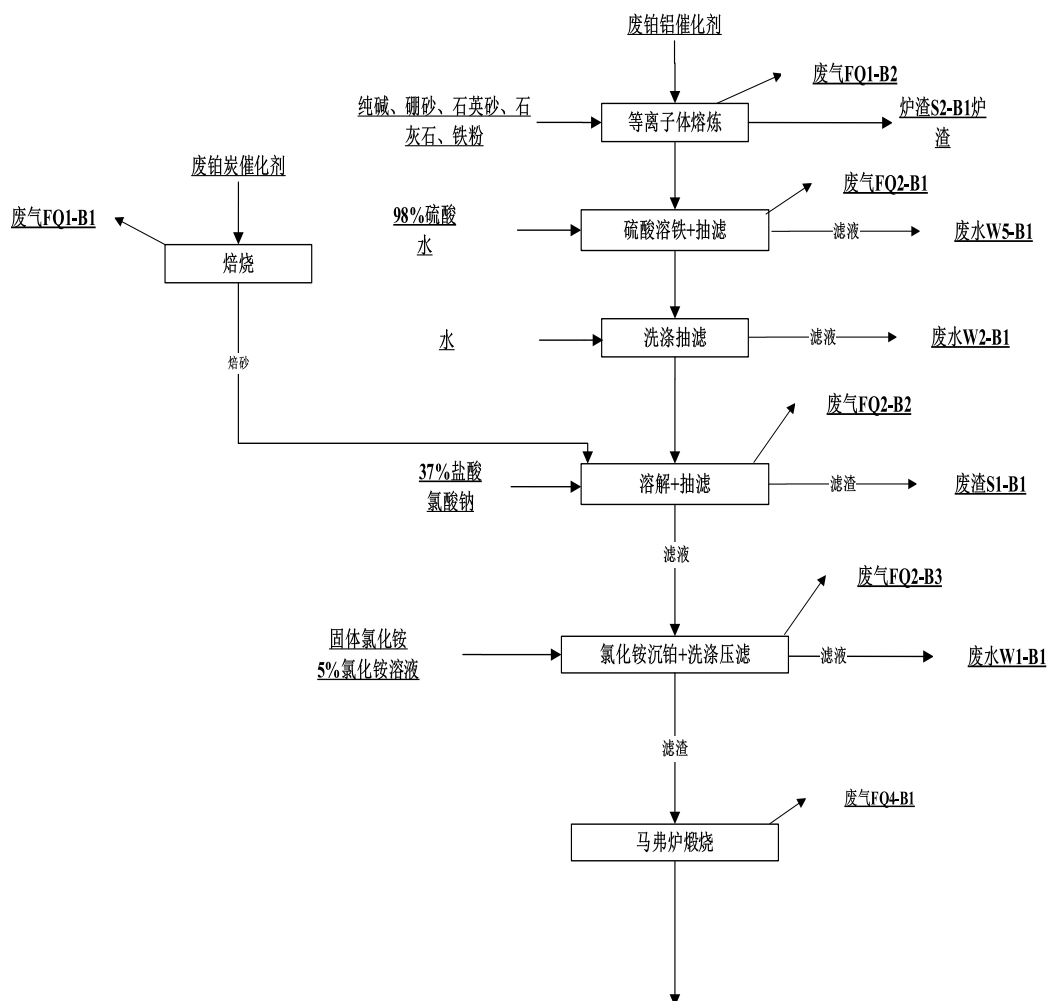 废铂铝催化剂
废气FQ1-B2
纯碱、硼砂、石英砂、石
灰石、铁粉
等离子体熔炼
炉渣S2-B1炉
渣
废铂炭催化剂
废气FQ2-B1
废气FQ1-B1
98%硫酸
水
硫酸溶铁+抽滤
滤液
废水W5-B1
焙烧
水
洗涤抽滤
滤液
废水W2-B1
焙砂
废气FQ2-B2
37%盐酸
氯酸钠
溶解+抽滤
滤渣
废渣S1-B1
滤液
废气FQ2-B3
固体氯化铵
5%氯化铵溶液
氯化铵沉铂+洗涤压滤
滤液
废水W1-B1
滤渣
废气FQ4-B1
马弗炉煅烧